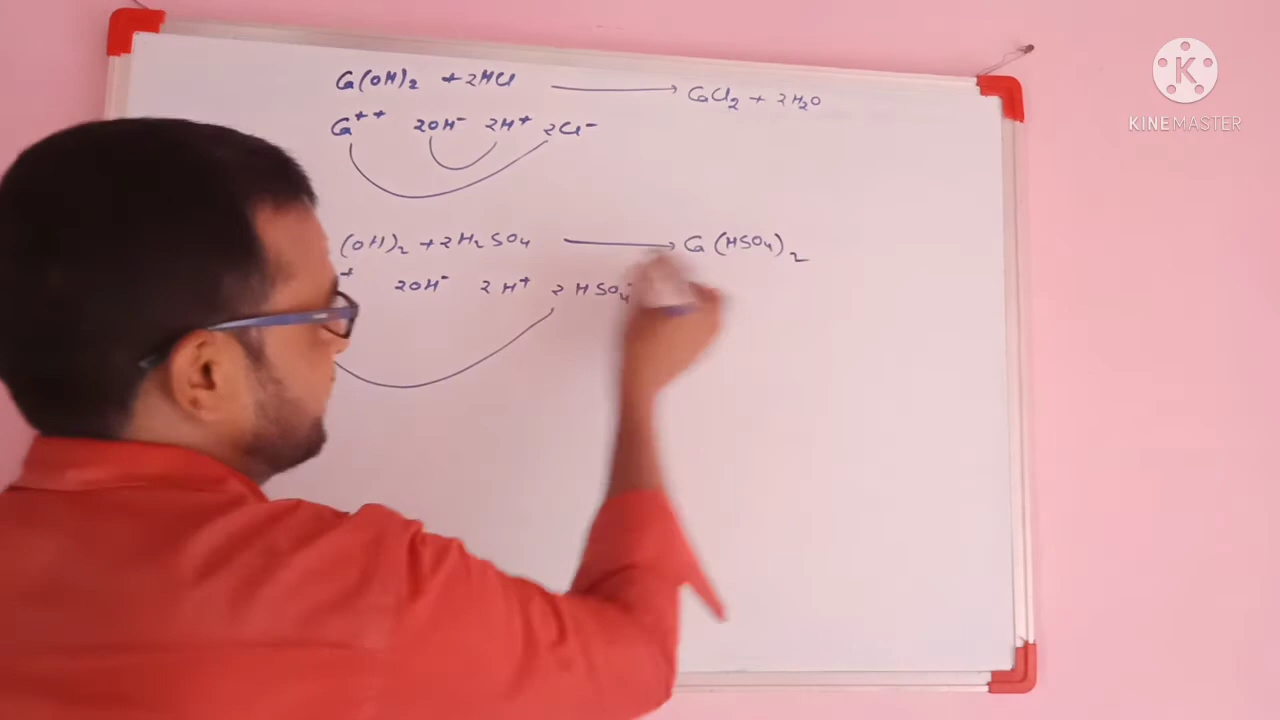 Ca(OH)₂ + 2HCl ⟶ CaCl₂ + 2H₂O
Ca⁺⁺ 2OH⁻ 2H⁺ 2Cl⁻
(OH)₂ + 2H₂SO₄ ⟶ Ca(HSO₄)₂
⁺ 2OH⁻ 2H⁺ 2HSO₄⁻
KINEMASTER